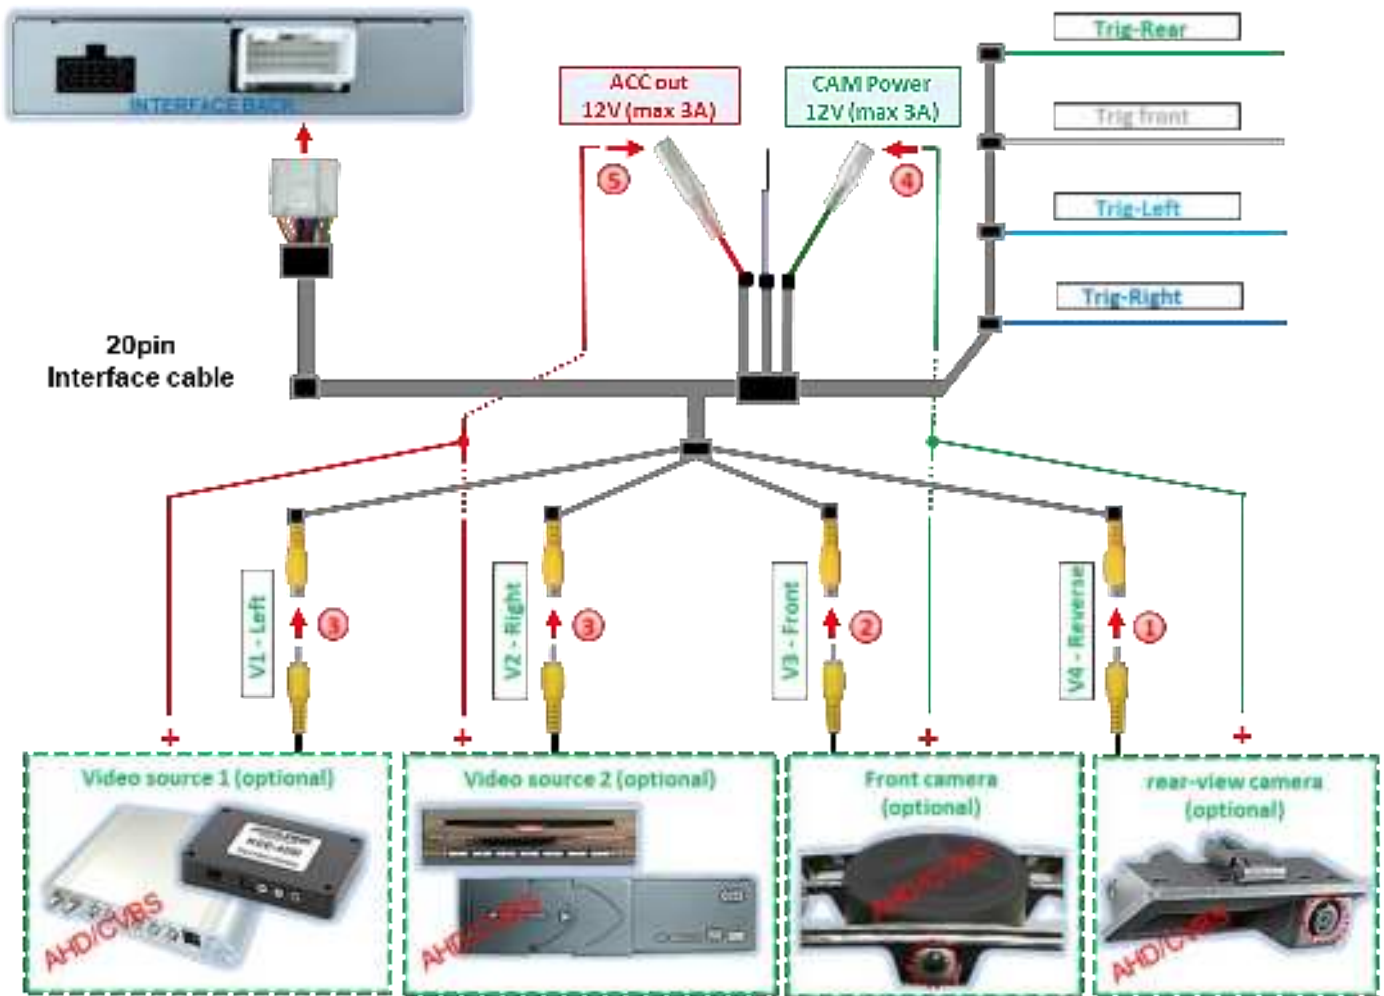 Trig-Rear
INTERFACE BACK
ACC out
12V (max 3A)
CAM Power
12V (max 3A)
Trig front
5
4
Trig-Left
Trig-Right
20pin
Interface cable
V1 - Left
3
V2 - Right
3
V3 - Front
2
V4 - Reverse
1
+
+
+
+
Video source 1 (optional)
AHD/CVBS
Video source 2 (optional)
AHD/CVBS
Front camera
(optional)
AHD/CVBS
rear-view camera
(optional)
AHD/CVBS